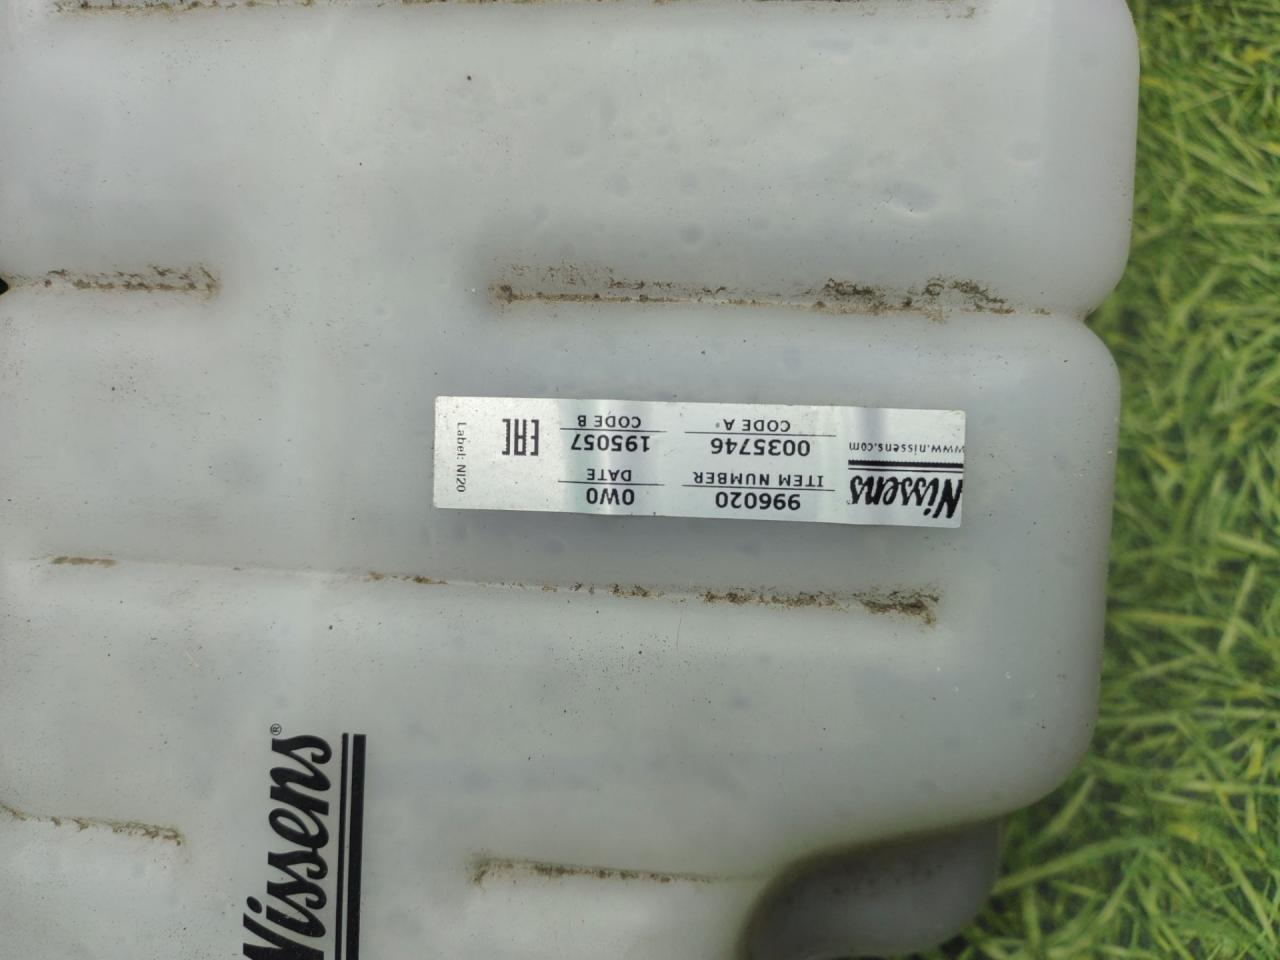 Nissens
www.nissens.com
996020
ITEM NUMBER
0035746
CODE A
0W0
DATE
195057
CODE B
EAC
Label: NI20
Nissens®